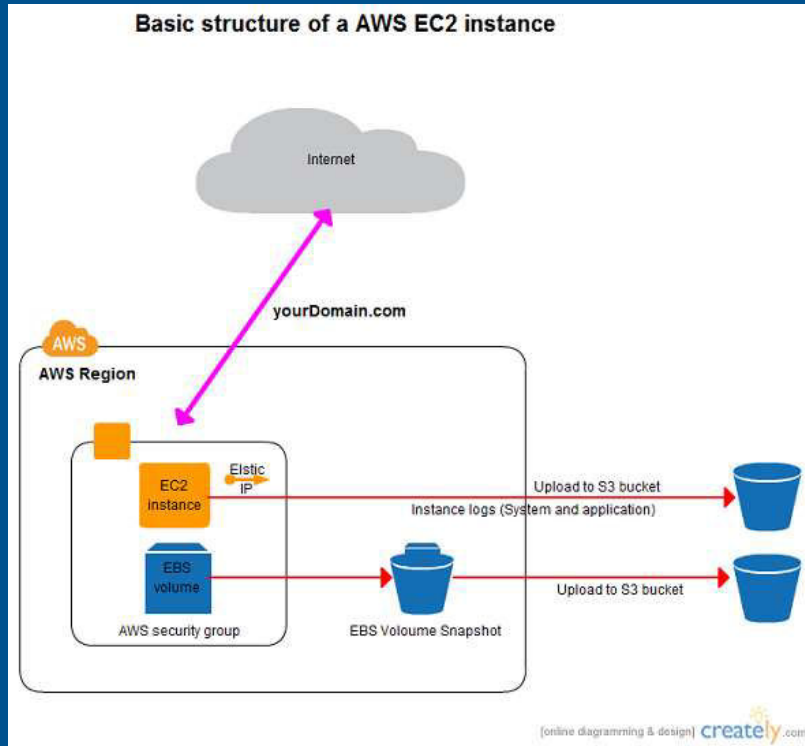 Basic structure of a AWS EC2 instance
Internet
yourDomain.com
AWS
AWS Region
EC2
instance
Elstic
IP
Upload to S3 bucket
Instance logs (System and application)
EBS
volume
Upload to S3 bucket
AWS security group
EBS Voloume Snapshot
[online diagramming & design] creately.com